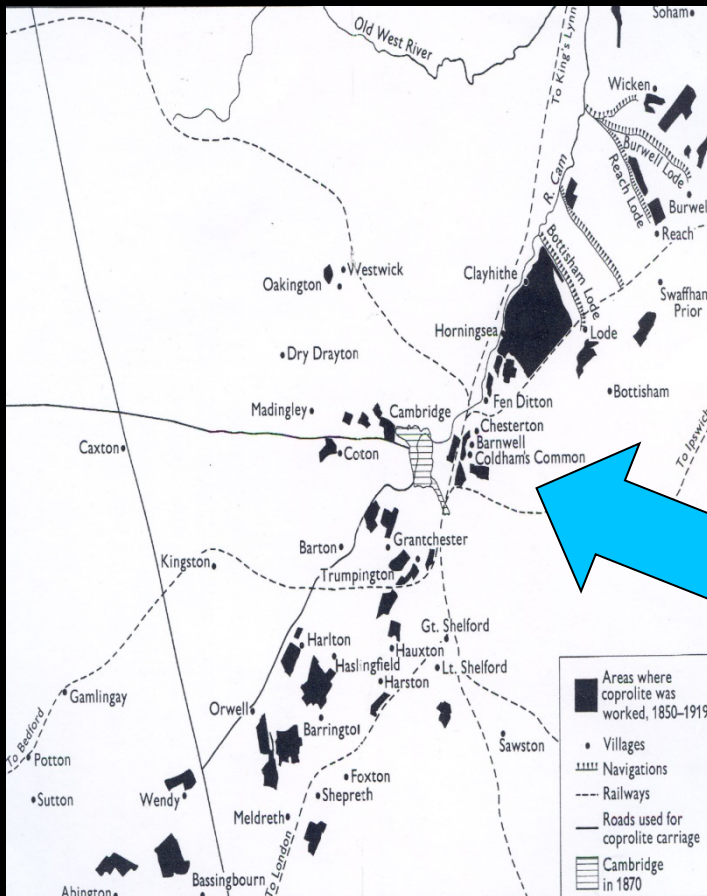 Old West River
To King's Lynn
Soham
Wicken
Burwell Lode
Reach Lode
R. Cam
Reach
Westwick
Oakington
Clayhithe
Bottisham Lode
Swaffham
Prior
Horningsea
Lode
Dry Drayton
Bottisham
Madingley
Cambridge
Fen Ditton
Chesterton
Barnwell
Coldham's Common
Caxton
Coton
To Ipswich
Barton
Grantchester
Kingston
Trumpington
Gt. Shelford
Harlton
Hauxton
Haslingfield
Lt. Shelford
Harston
Gamlingay
Orwell
Barrington
Sawston
To Bedford
Potton
Foxton
Sutton
Wendy
Shepreth
Meldreth
To London
Bassingbourn
Abington
Areas where
coprolite was
worked, 1850–1919
Villages
Navigations
Railways
Roads used for
coprolite carriage
Cambridge
in 1870